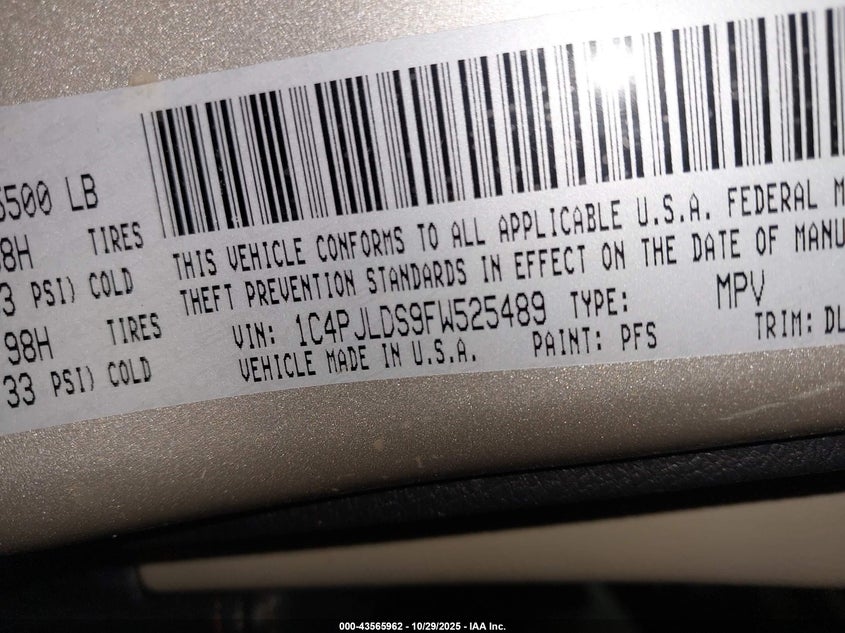 6500 LB
98H TIRES
33 PSI) COLD
98H TIRES
33 PSI) COLD
THIS VEHICLE CONFORMS TO ALL APPLICABLE U.S.A. FEDERAL M
THEFT PREVENTION STANDARDS IN EFFECT ON THE DATE OF MANU
VIN: 1C4PJLDS9FW525489 TYPE: MPV
VEHICLE MADE IN U.S.A. PAINT: PFS TRIM: DL
000-43565962 - 10/29/2025 - IAA Inc.